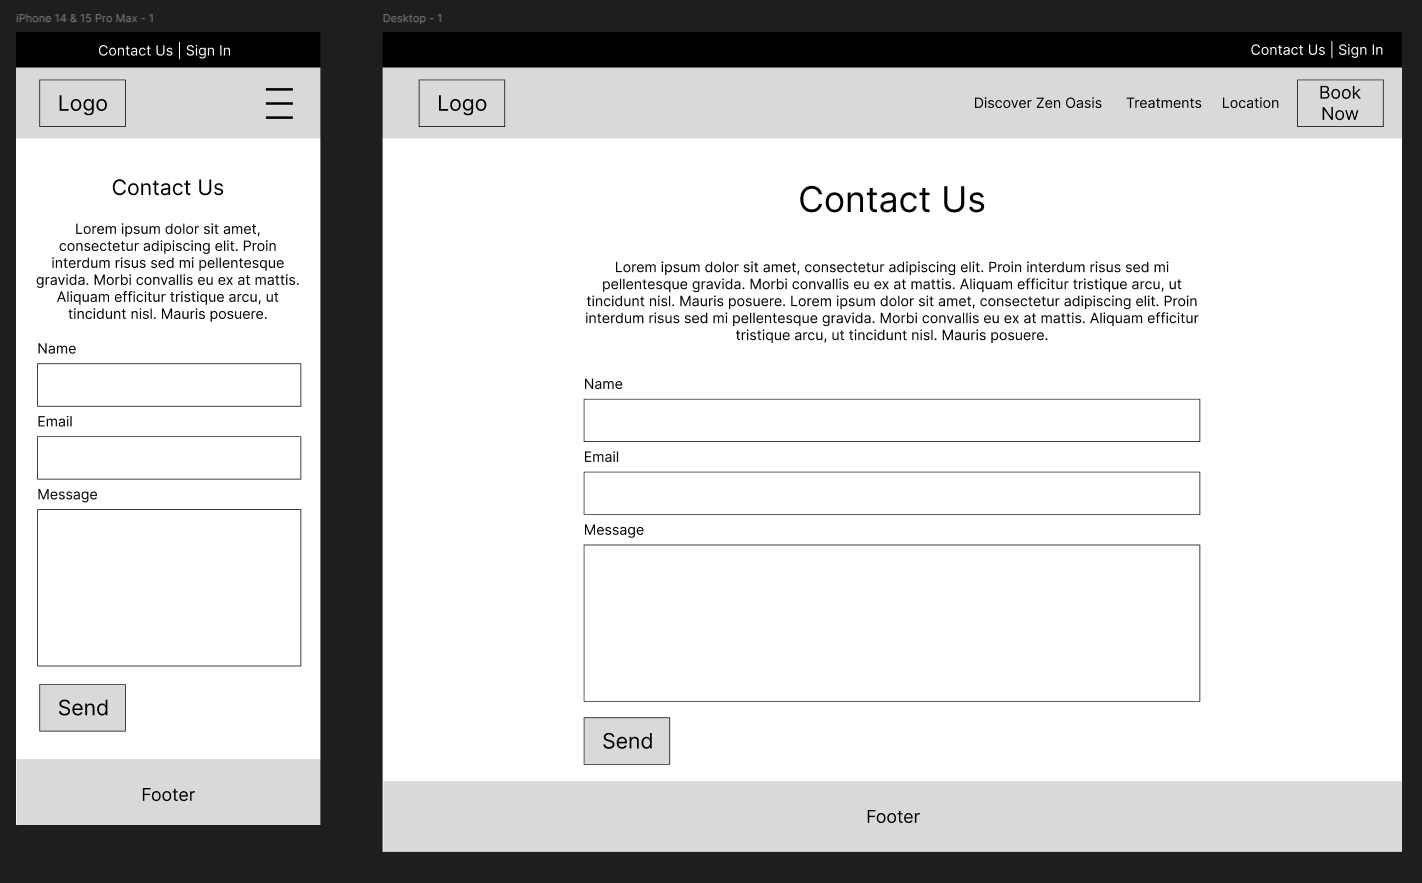 iPhone 14 & 15 Pro Max - 1
Contact Us | Sign In
Logo
Contact Us
Lorem ipsum dolor sit amet,
consectetur adipiscing elit. Proin
interdum risus sed mi pellentesque
gravida. Morbi convallis eu ex at mattis.
Aliquam efficitur tristique arcu, ut
tincidunt nisl. Mauris posuere.
Name
Email
Message
Send
Footer
Desktop - 1
Contact Us | Sign In
Logo
Discover Zen Oasis
Treatments
Location
Book
Now
Contact Us
Lorem ipsum dolor sit amet, consectetur adipiscing elit. Proin interdum risus sed mi
pellentesque gravida. Morbi convallis eu ex at mattis. Aliquam efficitur tristique arcu, ut
tincidunt nisl. Mauris posuere. Lorem ipsum dolor sit amet, consectetur adipiscing elit. Proin
interdum risus sed mi pellentesque gravida. Morbi convallis eu ex at mattis. Aliquam efficitur
tristique arcu, ut tincidunt nisl. Mauris posuere.
Name
Email
Message
Send
Footer